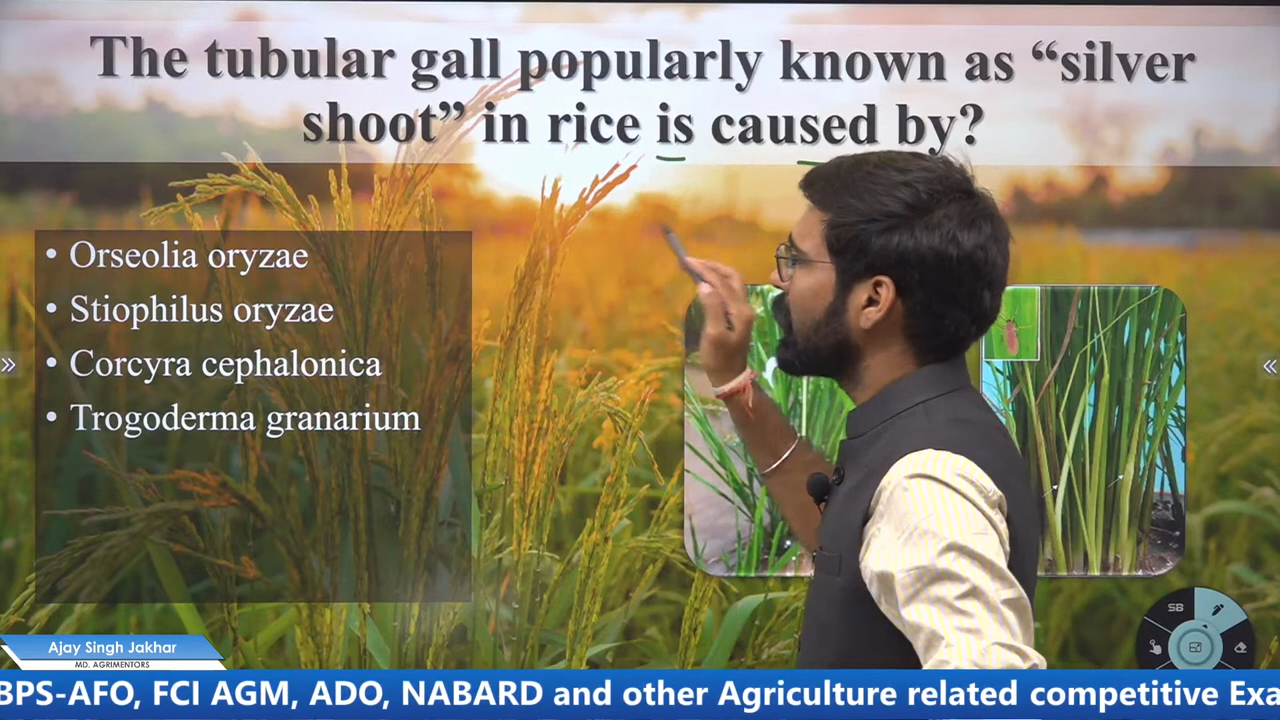 The tubular gall popularly known as “silver
shoot” in rice is caused by?
• Orseolia oryzae
• Stiophilus oryzae
• Corcyra cephalonica
• Trogoderma granarium
SB
Ajay Singh Jakhar
MD. AGRIMENTORS
BPS-AFO, FCI AGM, ADO, NABARD and other Agriculture related competitive Exa